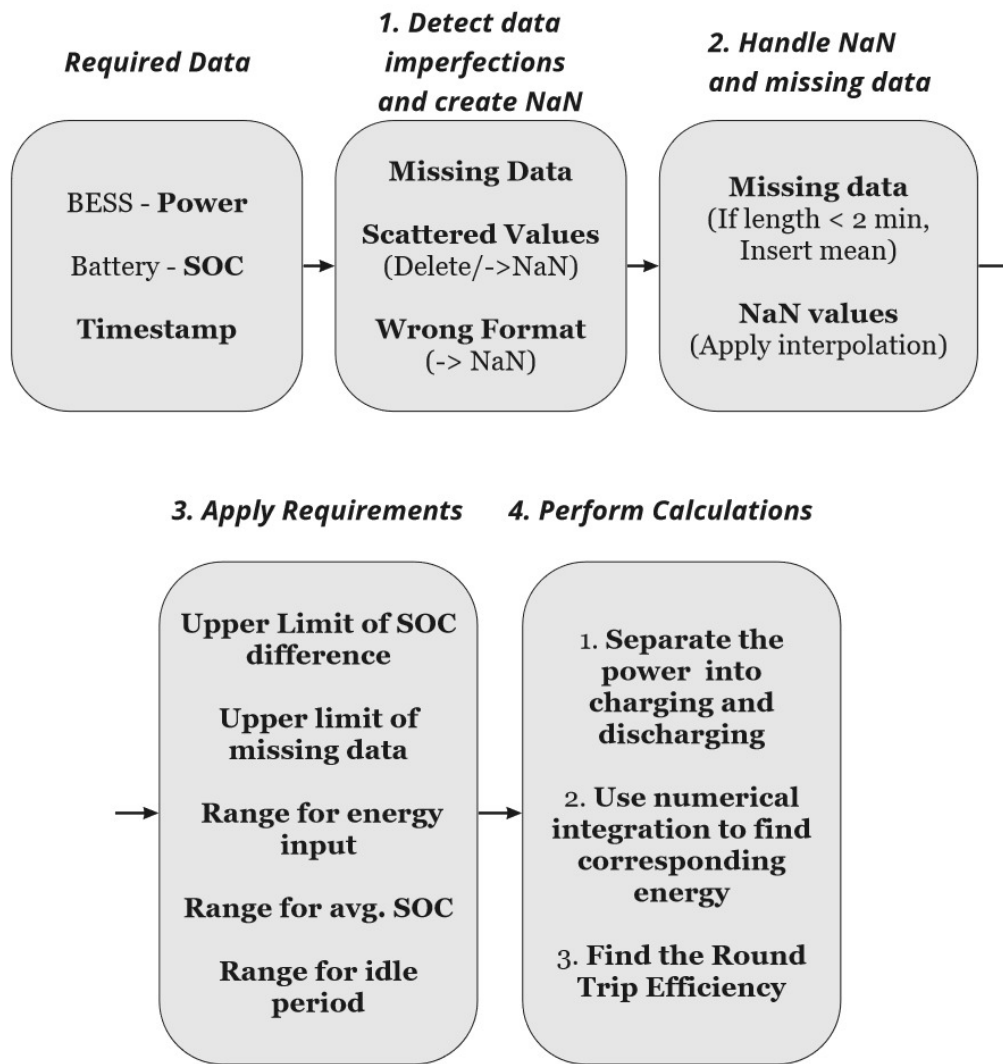 Required Data
1. Detect data
imperfections
and create NaN
2. Handle NaN
and missing data
BESS - Power
Battery - SOC
Timestamp
Missing Data
Scattered Values
(Delete/->NaN)
Wrong Format
(-> NaN)
Missing data
(If length < 2 min,
Insert mean)
NaN values
(Apply interpolation)
3. Apply Requirements
4. Perform Calculations
Upper Limit of SOC
difference
Upper limit of
missing data
Range for energy
input
Range for avg. SOC
Range for idle
period
1. Separate the
power into
charging and
discharging
2. Use numerical
integration to find
corresponding
energy
3. Find the Round
Trip Efficiency